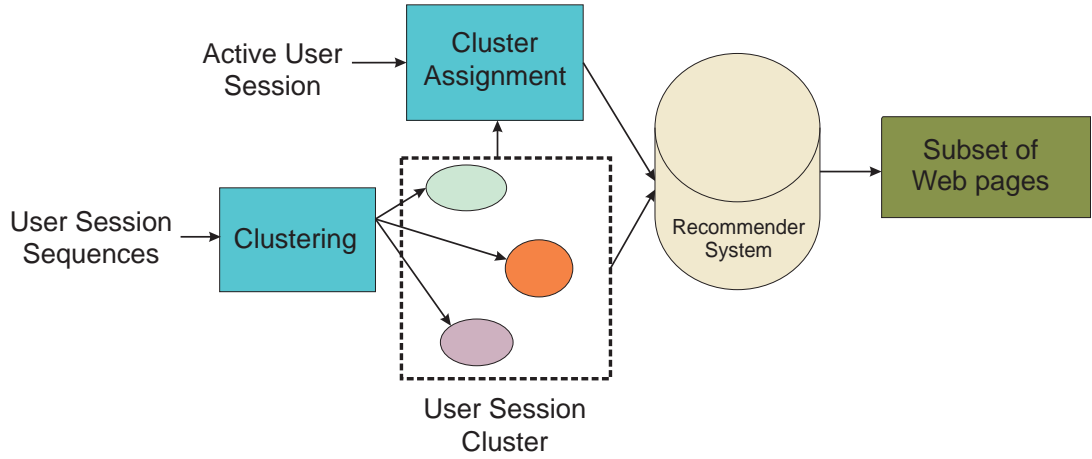 Active User
Session
Cluster
Assignment
User Session
Sequences
Clustering
Recommender
System
Subset of
Web pages
User Session
Cluster